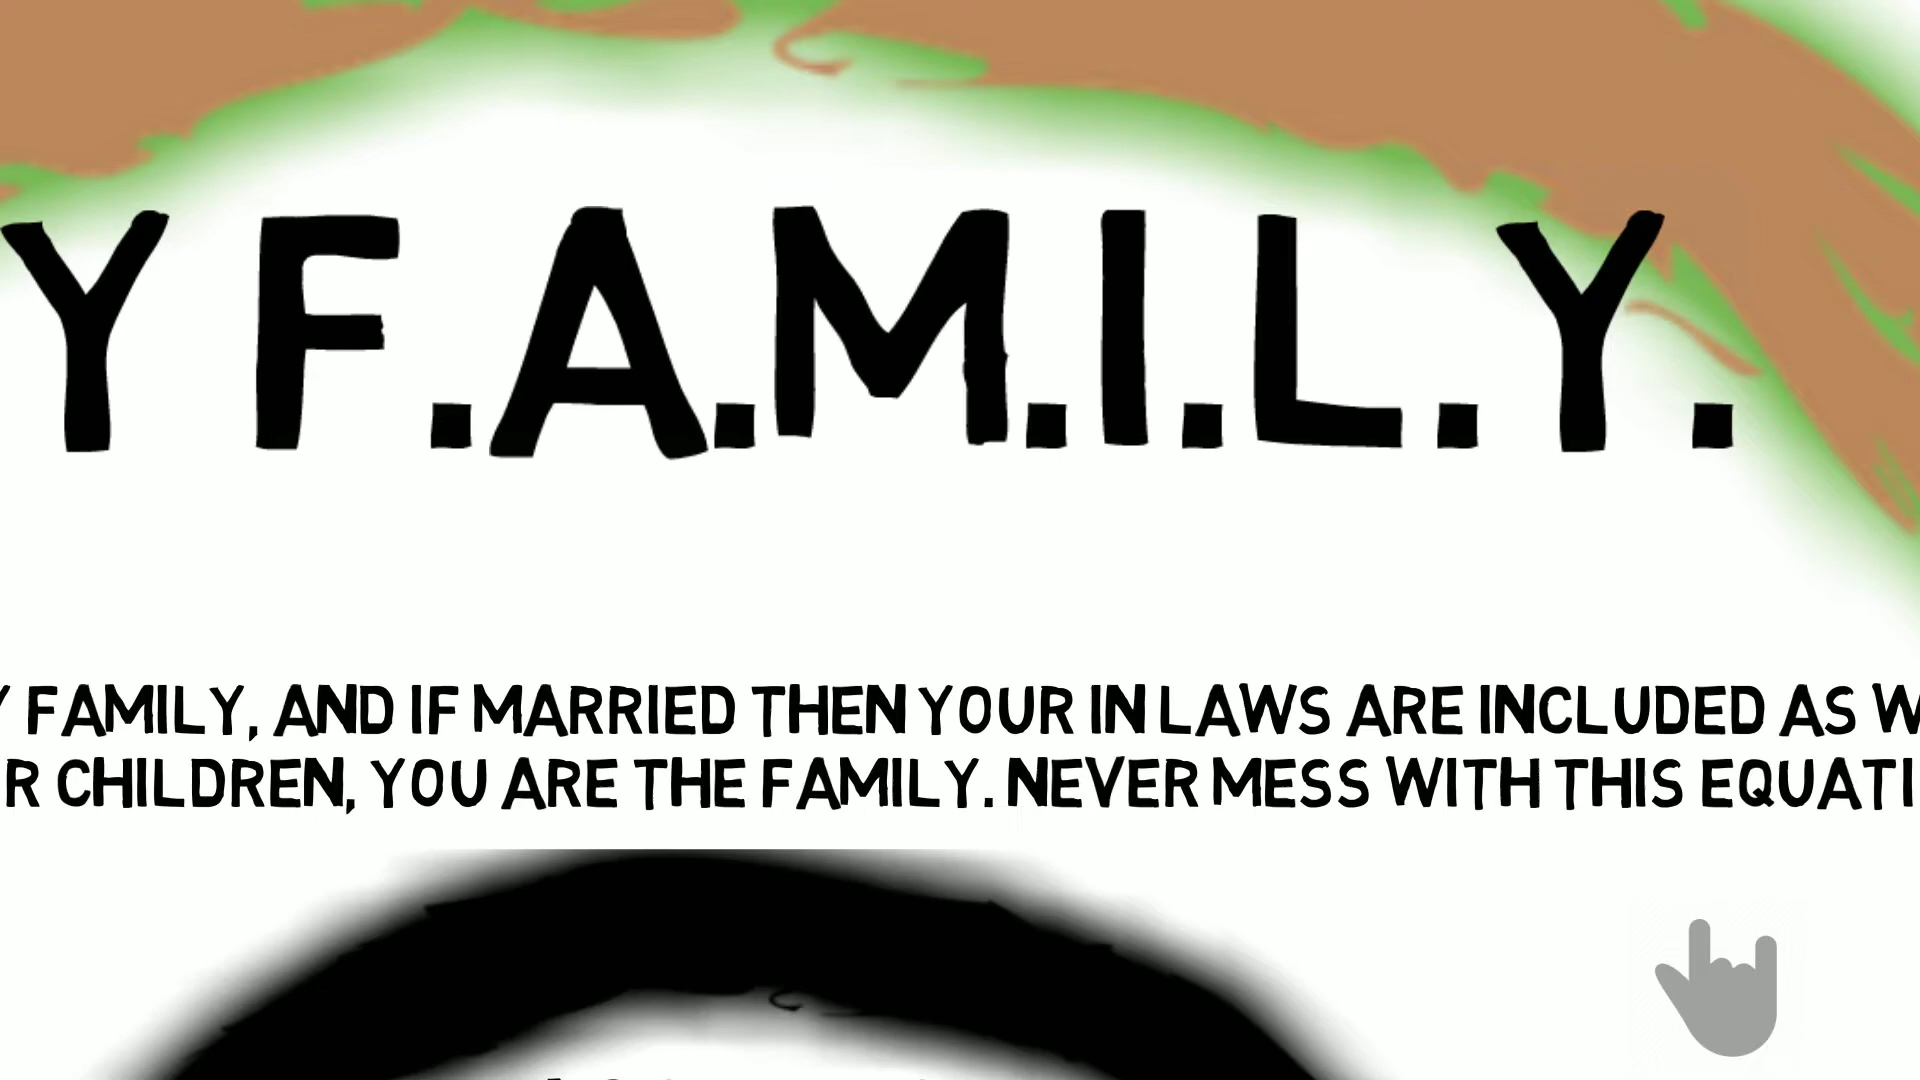 Y F.A.M.I.L.Y.
Y FAMILY, AND IF MARRIED THEN YOUR IN LAWS ARE INCLUDED AS W
R CHILDREN, YOU ARE THE FAMILY. NEVER MESS WITH THIS EQUATI